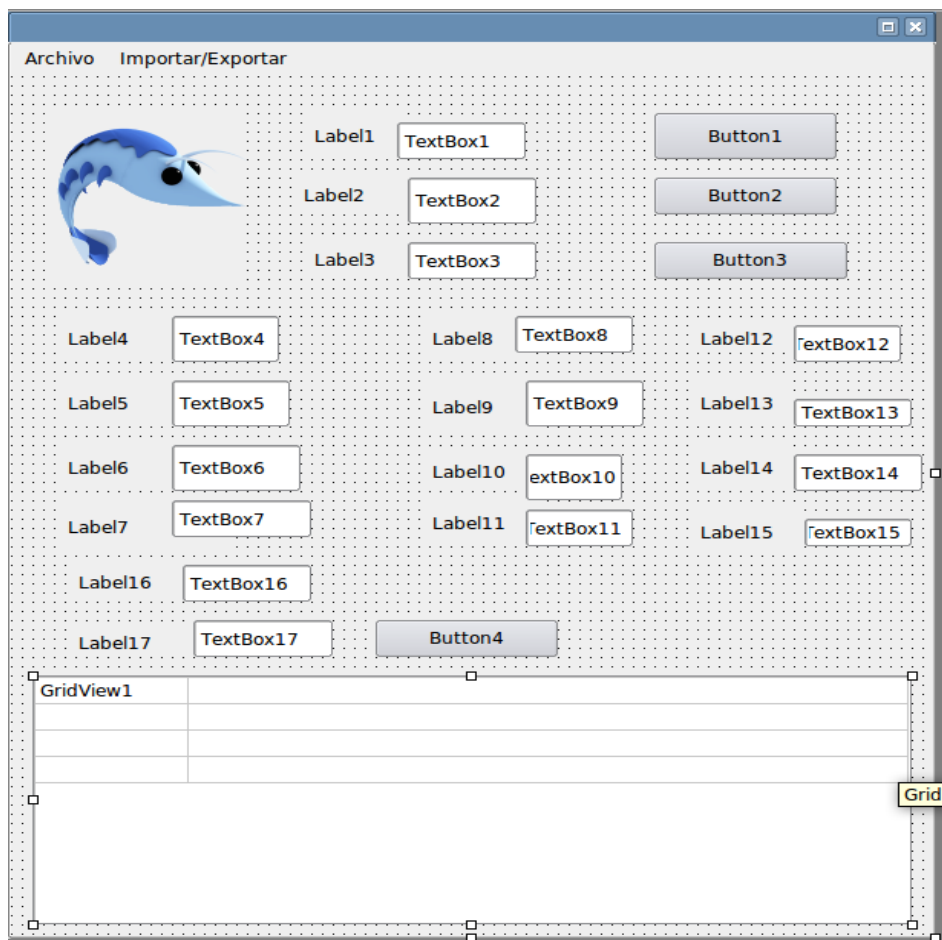 Archivo Importar/Exportar
Label1 TextBox1 Button1
Label2 TextBox2 Button2
Label3 TextBox3 Button3
Label4 TextBox4 Label8 TextBox8 Label12 TextBox12
Label5 TextBox5 Label9 TextBox9 Label13 TextBox13
Label6 TextBox6 Label10 extBox10 Label14 TextBox14
Label7 TextBox7 Label11 TextBox11 Label15 TextBox15
Label16 TextBox16
Label17 TextBox17 Button4
GridView1
Grid